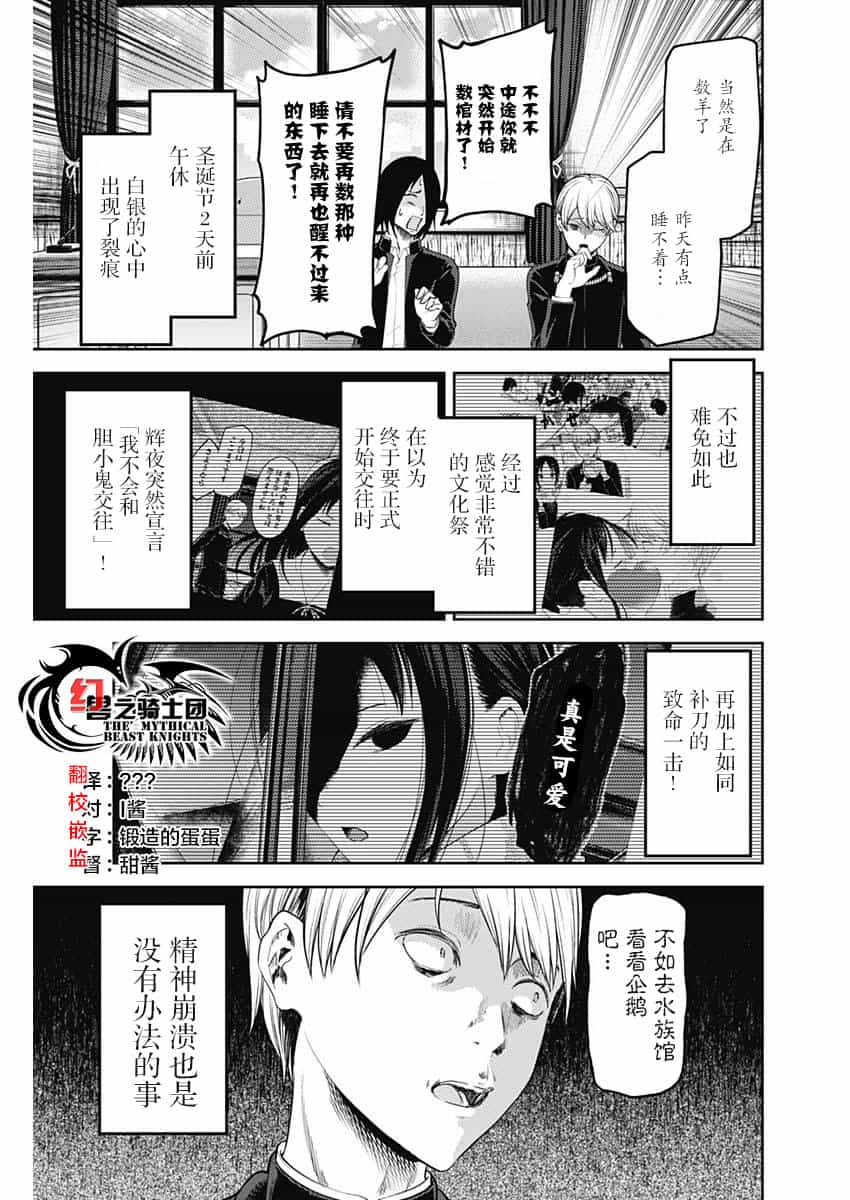 当然是在
数羊了
昨天有点
睡不着…
不不不
中途你就
突然开始
数棺材了！
请不要再数那种
睡下去就再也醒不过来
的东西了！
圣诞节2天前
午休
白银的心中
出现了裂痕
不过也
难免如此
经过
感觉非常不错
的文化祭
在以为
终于要正式
开始交往时
辉夜突然宣言
「我不会和
胆小鬼交往」！
再加上如同
补刀的
致命一击！
真是可爱
幻兽之骑士团
THE MYTHICAL
BEAST KNIGHTS
翻译：???
校对：I酱
嵌字：锻造的蛋蛋
监督：甜酱
不如去水族馆
看看企鹅
吧…
精神崩溃也是
没有办法的事